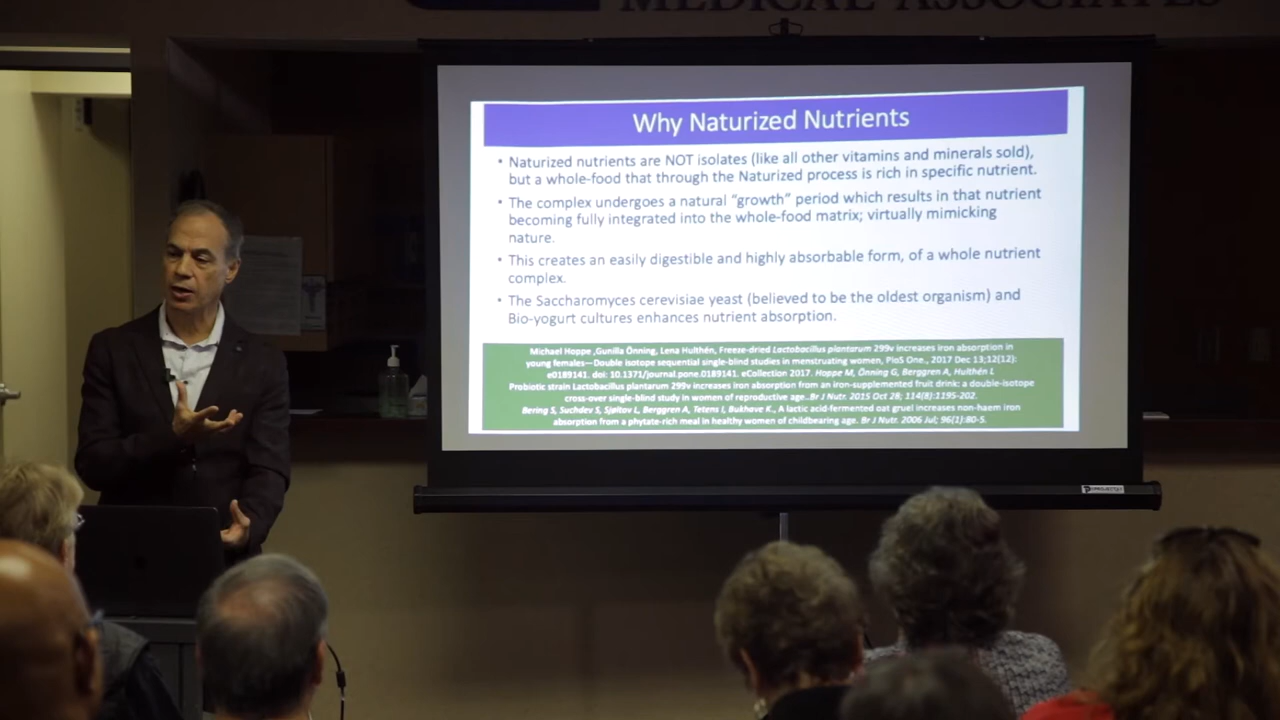 MEDICAL ASSOCIATES
Why Naturized Nutrients
• Naturized nutrients are NOT isolates (like all other vitamins and minerals sold),
but a whole-food that through the Naturized process is rich in specific nutrient.
• The complex undergoes a natural “growth” period which results in that nutrient
becoming fully integrated into the whole-food matrix; virtually mimicking
nature.
• This creates an easily digestible and highly absorbable form, of a whole nutrient
complex.
• The Saccharomyces cerevisiae yeast (believed to be the oldest organism) and
Bio-yogurt cultures enhances nutrient absorption.
Michael Hoppe ,Gunilla Önning, Lena Hulthén, Freeze-dried Lactobacillus plantarum 299v increases iron absorption in
young females—Double isotope sequential single-blind studies in menstruating women, PloS One., 2017 Dec 13;12(12):
e0189141. doi: 10.1371/journal.pone.0189141. eCollection 2017. Hoppe M, Önning G, Berggren A, Hulthén L
Probiotic strain Lactobacillus plantarum 299v increases iron absorption from an iron-supplemented fruit drink: a double-isotope
cross-over single-blind study in women of reproductive age..Br J Nutr. 2015 Oct 28; 114(8):1195-202.
Bering S, Suchdev S, Sjøltov L, Berggren A, Tetens I, Bukhave K., A lactic acid-fermented oat gruel increases non-haem iron
absorption from a phytate-rich meal in healthy women of childbearing age. Br J Nutr. 2006 Jul; 96(1):80-5.